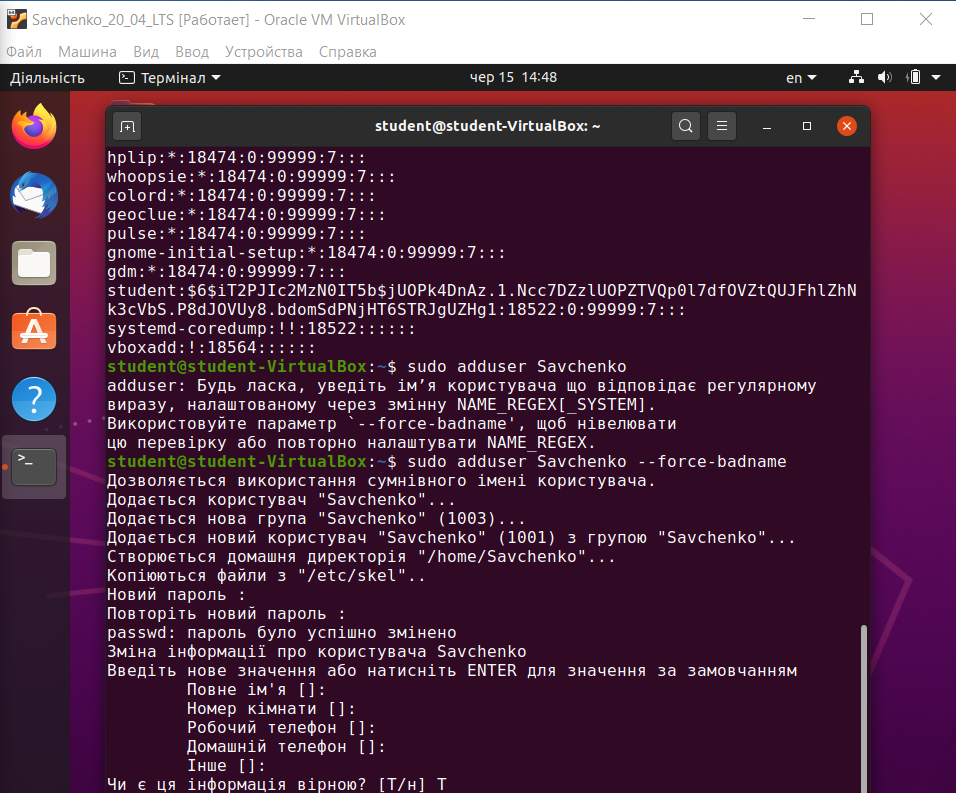 Savchenko_20_04_LTS [Работает] - Oracle VM VirtualBox
Файл Машина Вид Ввод Устройства Справка
Діяльність Термінал чер 15 14:48 en
student@student-VirtualBox: ~
hplip:*:18474:0:99999:7:::
whoopsie:*:18474:0:99999:7:::
colord:*:18474:0:99999:7:::
geoclue:*:18474:0:99999:7:::
pulse:*:18474:0:99999:7:::
gnome-initial-setup:*:18474:0:99999:7:::
gdm:*:18474:0:99999:7:::
student:$6$iT2PJIc2MzN0IT5b$jUOPk4DnAz.1.Ncc7DZzlUOPZTVQp0l7dfOVZtQUJFhlZhN
k3cVbS.P8dJOVUy8.bdomSdPNjHT6STRJgUZHg1:18522:0:99999:7:::
systemd-coredump:!!:18522::::::
vboxadd:!:18564::::::
student@student-VirtualBox:~$ sudo adduser Savchenko
adduser: Будь ласка, уведіть ім’я користувача що відповідає регулярному
виразу, налаштованому через змінну NAME_REGEX[_SYSTEM].
Використовуйте параметр `--force-badname', щоб нівелювати
цю перевірку або повторно налаштувати NAME_REGEX.
student@student-VirtualBox:~$ sudo adduser Savchenko --force-badname
Дозволяється використання сумнівного імені користувача.
Додається користувач "Savchenko"...
Додається нова група "Savchenko" (1003)...
Додається новий користувач "Savchenko" (1001) з групою "Savchenko"...
Створюється домашня директорія "/home/Savchenko"...
Копіюються файли з "/etc/skel"..
Новий пароль :
Повторіть новий пароль :
passwd: пароль було успішно змінено
Зміна інформації про користувача Savchenko
Введіть нове значення або натисніть ENTER для значення за замовчанням
Повне ім'я []:
Номер кімнати []:
Робочий телефон []:
Домашній телефон []:
Інше []:
Чи є ця інформація вірною? [Т/н] Т